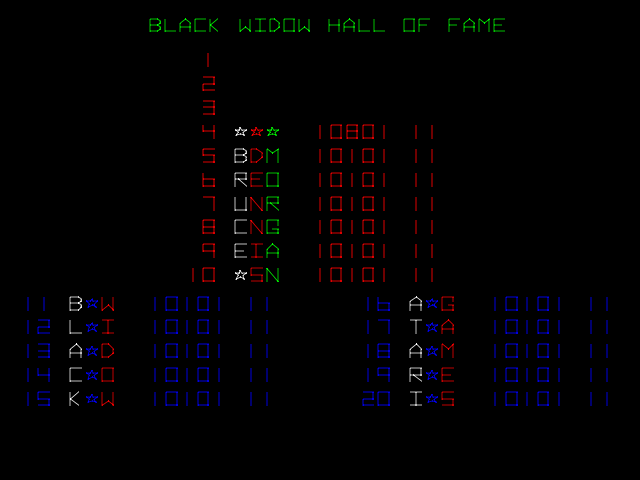 BLACK WIDOW HALL OF FAME
1
2
3
4 ☆☆☆ 10801 11
5 BDM 10101 11
6 REO 10101 11
7 UNR 10101 11
8 CNG 10101 11
9 EIA 10101 11
10 ☆SN 10101 11
11 B☆W 10101 11 16 A☆G 10101 11
12 L☆I 10101 11 17 T☆A 10101 11
13 A☆D 10101 11 18 A☆M 10101 11
14 C☆O 10101 11 19 R☆E 10101 11
15 K☆W 10101 11 20 I☆S 10101 11